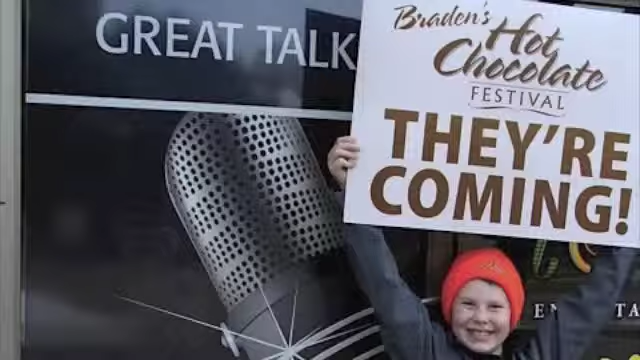 GREAT TALK
Braden's
Hot
Chocolate
FESTIVAL
THEY'RE
COMING!